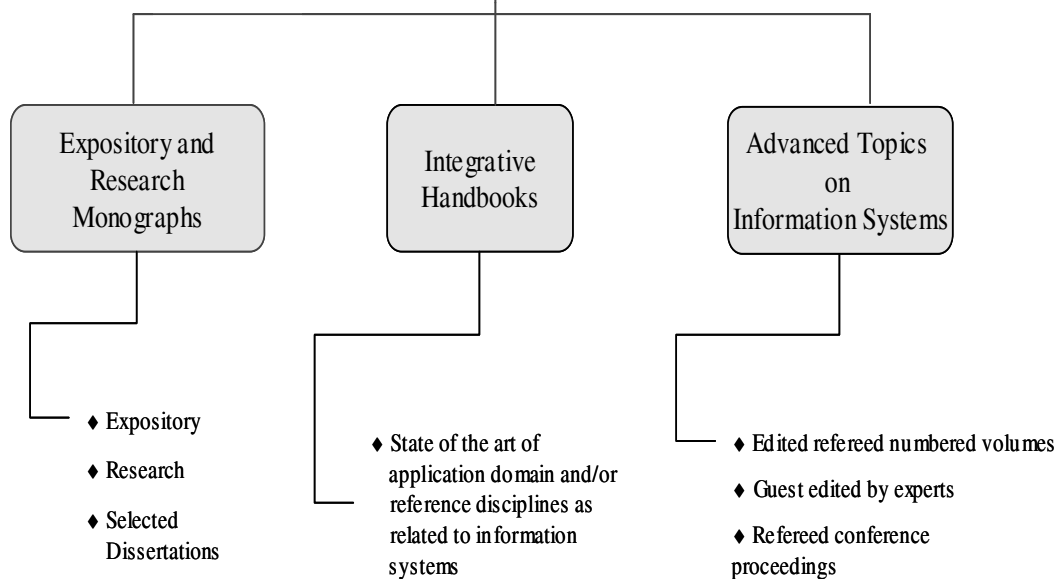 Expository and
Research
Monographs
Integrative
Handbooks
Advanced Topics
on
Information Systems
♦ Expository
♦ Research
♦ Selected
Dissertations
♦ State of the art of
application domain and/or
reference disciplines as
related to information
systems
♦ Edited refereed numbered volumes
♦ Guest edited by experts
♦ Refereed conference
proceedings